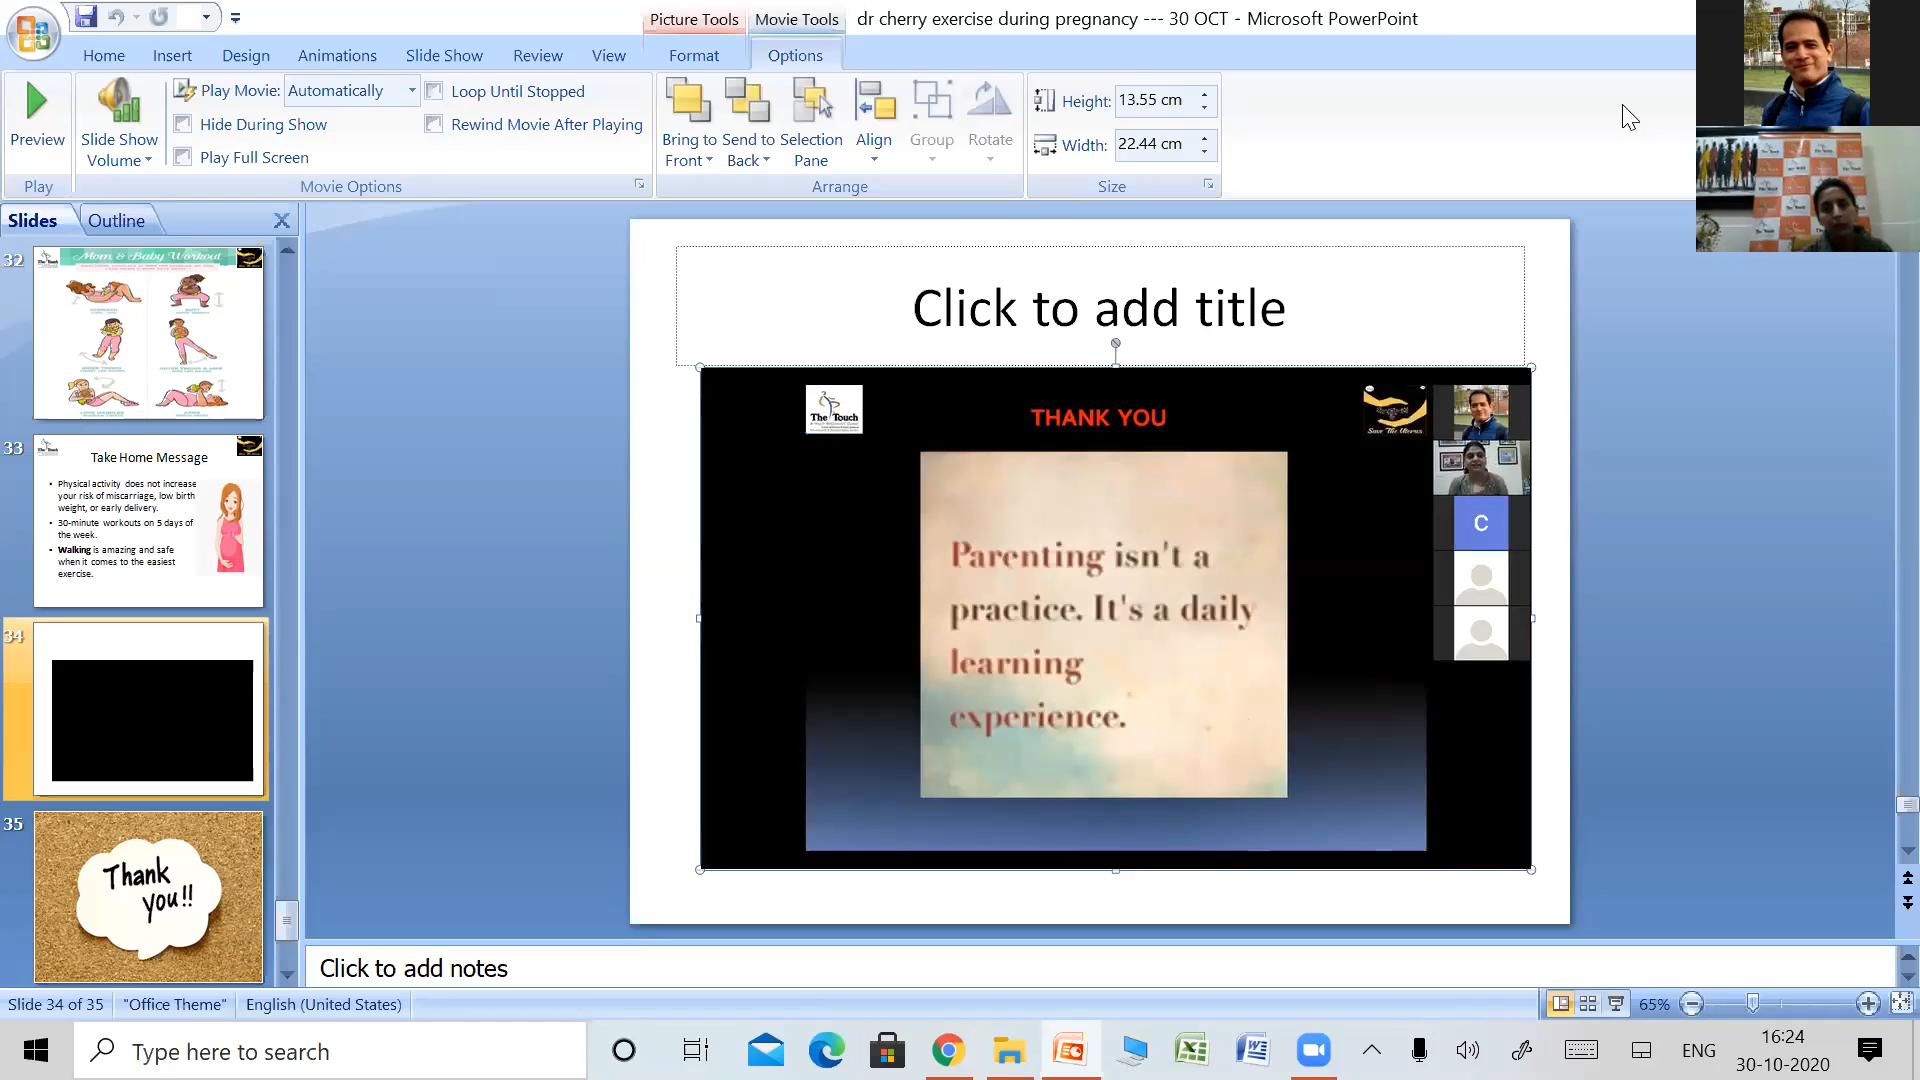 Picture Tools
Movie Tools
dr cherry exercise during pregnancy --- 30 OCT - Microsoft PowerPoint
Home
Insert
Design
Animations
Slide Show
Review
View
Format
Options
Preview
Slide Show
Volume
Play Movie:
Automatically
Hide During Show
Play Full Screen
Loop Until Stopped
Rewind Movie After Playing
Bring to
Front
Send to
Back
Selection
Pane
Align
Group
Rotate
Height:
13.55 cm
Width:
22.44 cm
Play
Movie Options
Arrange
Size
Slides
Outline
32
Mom & Baby Workout
33
Take Home Message
• Physical activity does not increase
your risk of miscarriage, low birth
weight, or early delivery.
• 30-minute workouts on 5 days of
the week.
• Walking is amazing and safe
when it comes to the easiest
exercise.
34
35
Thank
you!!
Click to add title
The Touch
THANK YOU
Save The Uterus
C
Parenting isn't a
practice. It's a daily
learning
experience.
Click to add notes
Slide 34 of 35
"Office Theme"
English (United States)
65%
Type here to search
ENG
16:24
30-10-2020